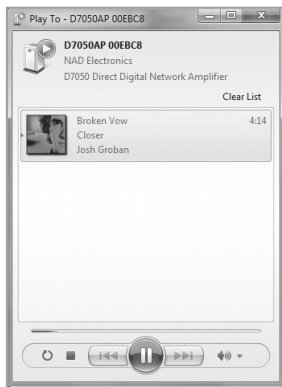 Play To - D7050AP 00EBC8
D7050AP 00EBC8
NAD Electronics
D7050 Direct Digital Network Amplifier
Clear List
Broken Vow 4:14
Closer
Josh Groban